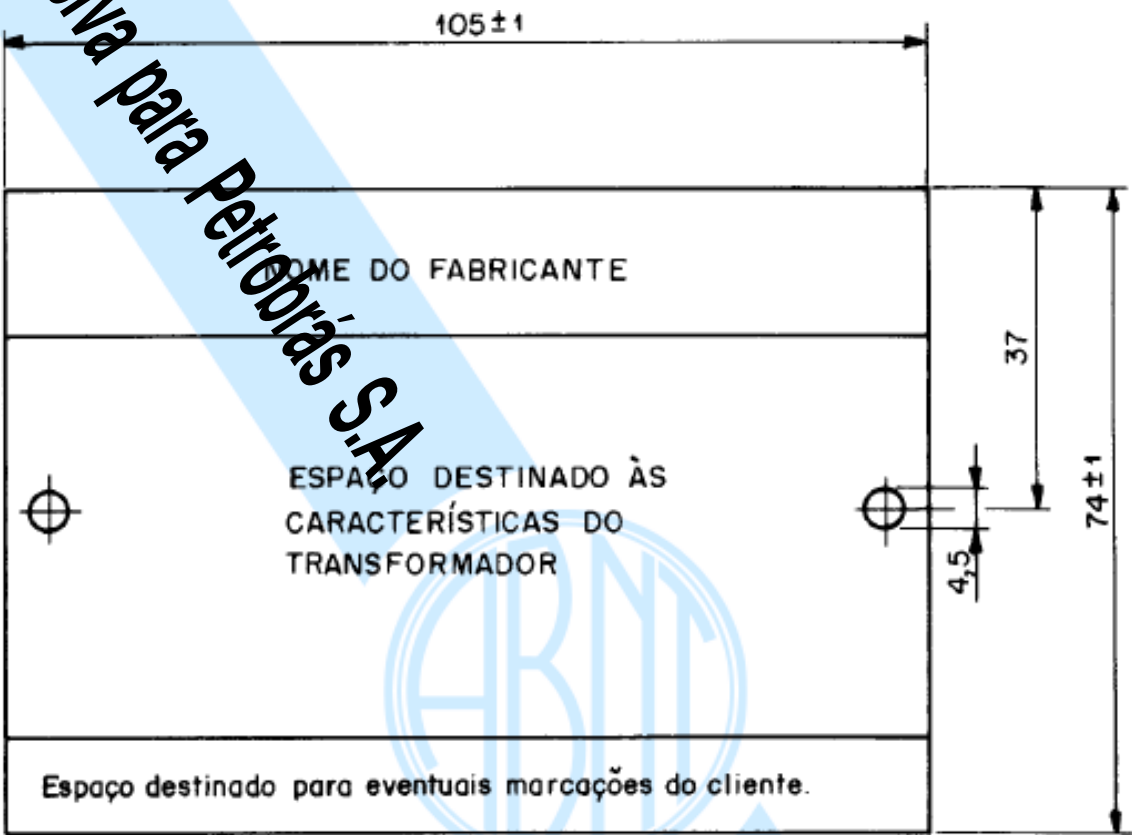 105±1
para Petrobrás S.A.
NOME DO FABRICANTE
37
ESPAÇO DESTINADO ÀS
CARACTERÍSTICAS DO
TRANSFORMADOR
74±1
4,5
ABNT
Espaço destinado para eventuais marcações do cliente.